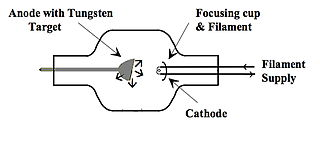 Anode with Tungsten
Target
Focusing cup
& Filament
Filament
Supply
Cathode